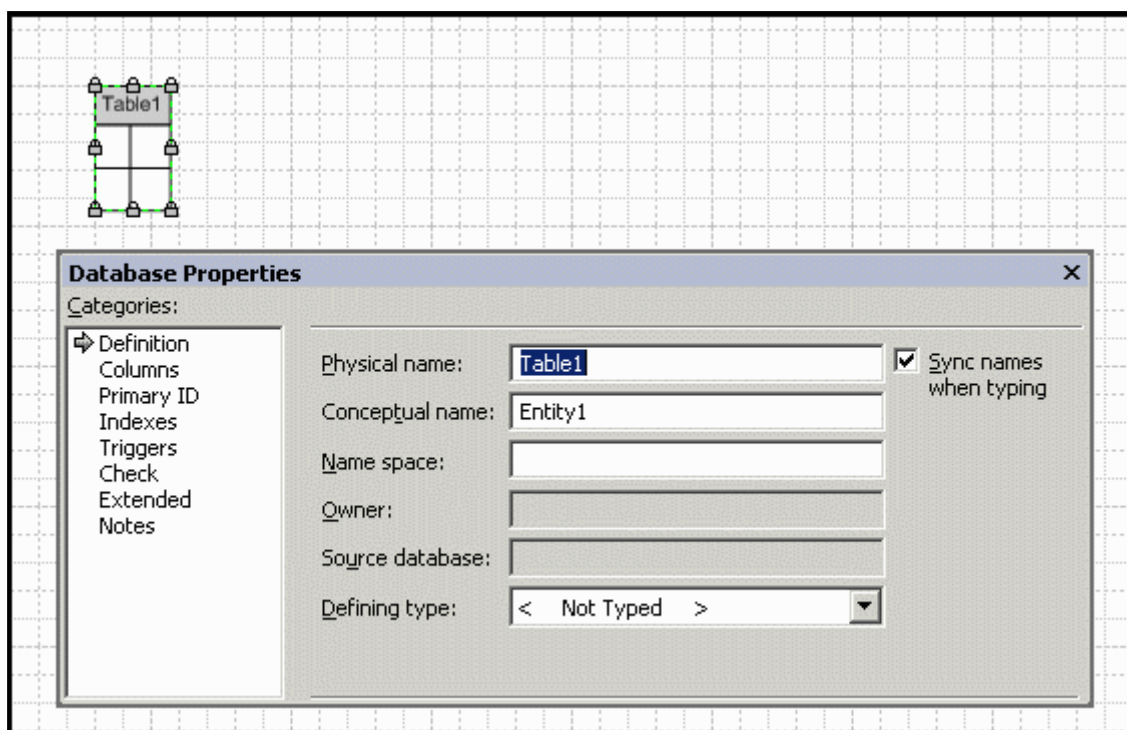 Table1
Database Properties
Categories:
Definition
Columns
Primary ID
Indexes
Triggers
Check
Extended
Notes
Physical name: Table1
Sync names
when typing
Conceptual name: Entity1
Name space:
Owner:
Source database:
Defining type: < Not Typed >